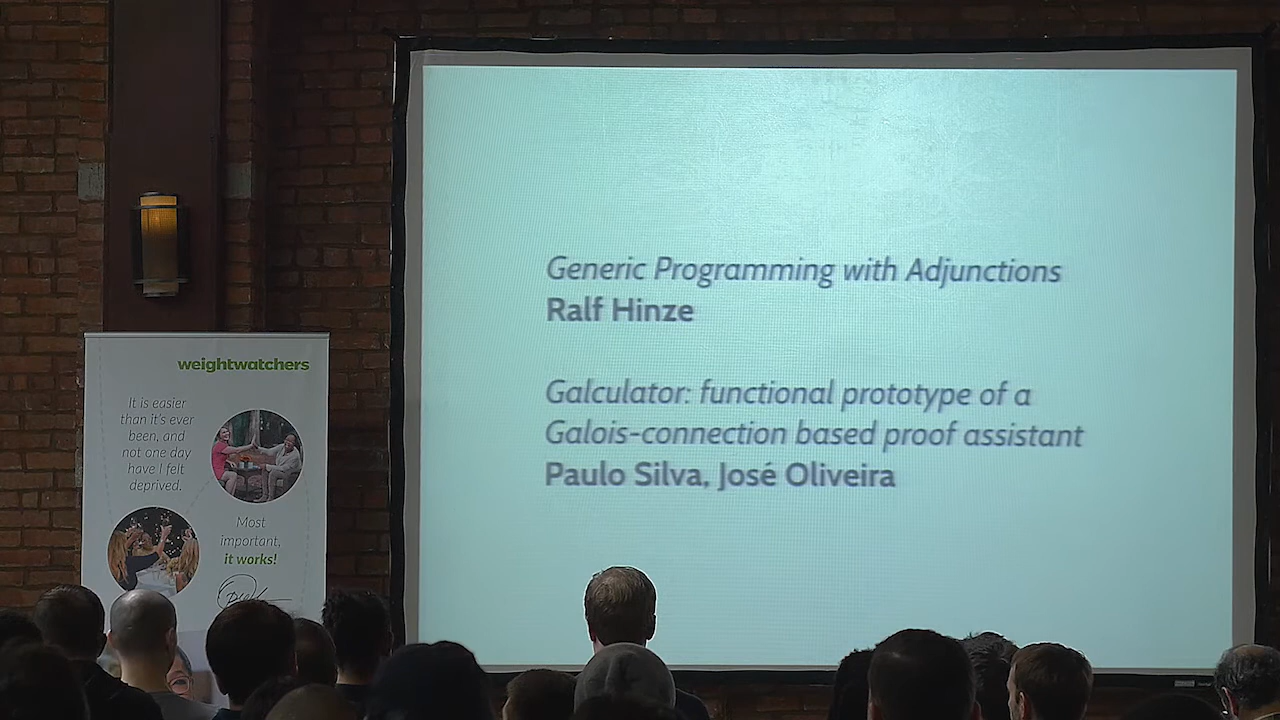 weightwatchers
It is easier
than it's ever
been, and
not one day
have I felt
deprived.
Most
important,
it works!
Generic Programming with Adjunctions
Ralf Hinze
Galculator: functional prototype of a
Galois-connection based proof assistant
Paulo Silva, José Oliveira